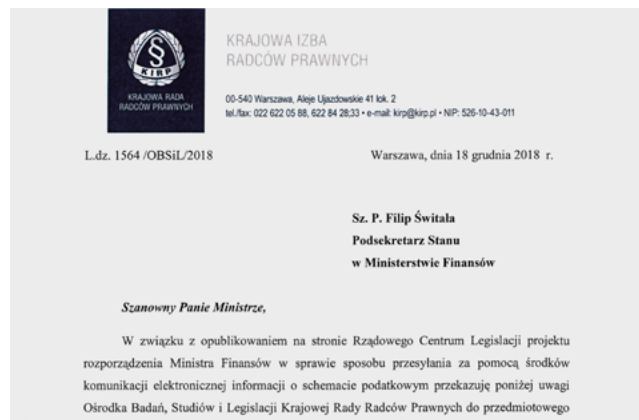 KRAJOWA IZBA
RADCÓW PRAWNYCH
§
KIRP
KRAJOWA RADA
RADCÓW PRAWNYCH
00-540 Warszawa, Aleje Ujazdowskie 41 lok. 2
tel./fax: 022 622 05 88, 622 84 28;33 • e-mail: kirp@kirp.pl • NIP: 526-10-43-011
L.dz. 1564 /OBSiL/2018
Warszawa, dnia 18 grudnia 2018 r.
Sz. P. Filip Świtała
Podsekretarz Stanu
w Ministerstwie Finansów
Szanowny Panie Ministrze,
W związku z opublikowaniem na stronie Rządowego Centrum Legislacji projektu
rozporządzenia Ministra Finansów w sprawie sposobu przesyłania za pomocą środków
komunikacji elektronicznej informacji o schemacie podatkowym przekazuję poniżej uwagi
Ośrodka Badań, Studiów i Legislacji Krajowej Rady Radców Prawnych do przedmiotowego